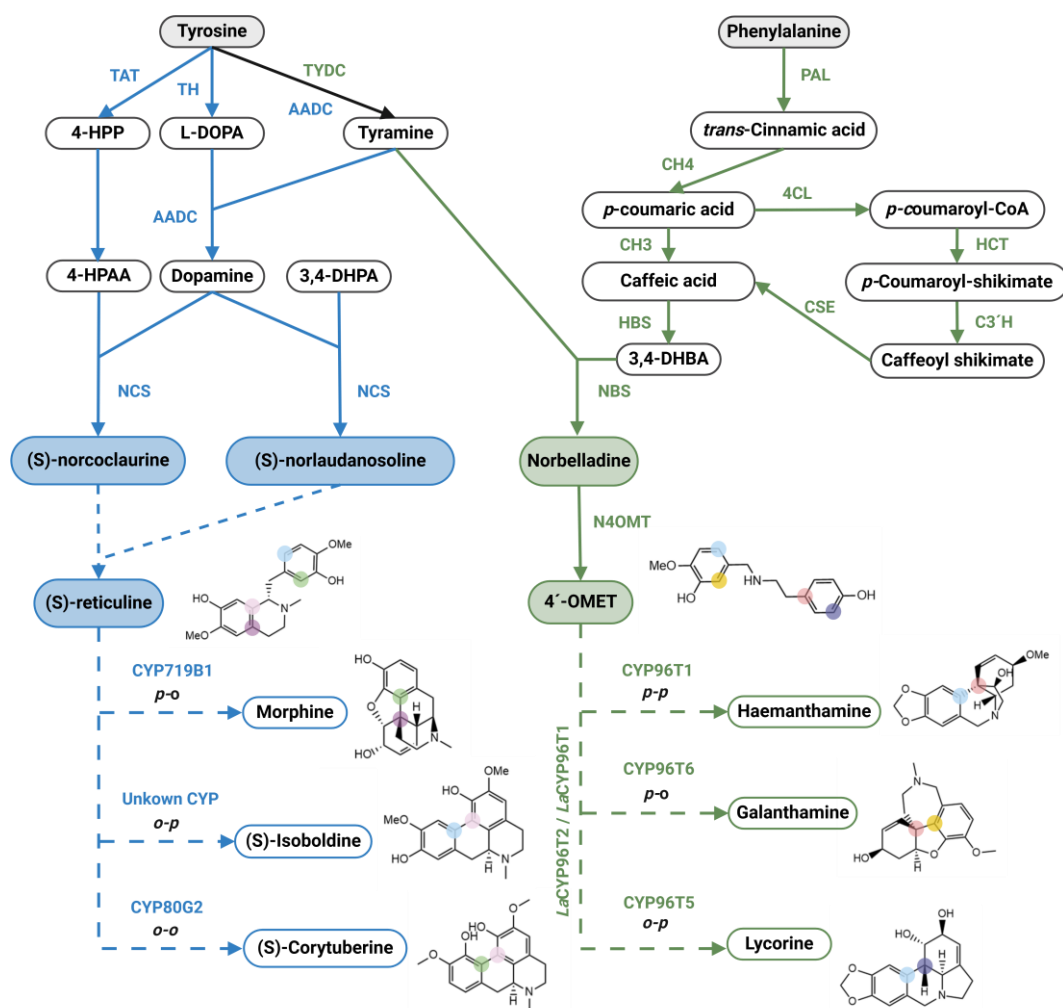 Tyrosine
Phenylalanine
TAT
TH
TYDC
AADC
PAL
4-HPP
L-DOPA
Tyramine
trans-Cinnamic acid
CH4
AADC
p-coumaric acid
4CL
p-coumaroyl-CoA
CH3
HCT
4-HPAA
Dopamine
3,4-DHPA
Caffeic acid
p-Coumaroyl-shikimate
HBS
CSE
C3´H
3,4-DHBA
Caffeoyl shikimate
NCS
NCS
NBS
(S)-norcoclaurine
(S)-norlaudanosoline
Norbelladine
N4OMT
OMe
OH
HO
N
MeO
(S)-reticuline
4´-OMET
MeO
HO
HN
OH
CYP719B1
p-o
Morphine
HO
O
H
N
HO
CYP96T1
p-p
Haemanthamine
OMe
OH
O
O
H
N
Unkown CYP
o-p
(S)-Isoboldine
OMe
HO
MeO
HO
H
N
LaCYP96T2 / LaCYP96T1
CYP96T6
p-o
Galanthamine
N
HO
O
O
CYP80G2
o-o
(S)-Corytuberine
O
OH
HO
O
H
N
CYP96T5
o-p
Lycorine
OH
HO
O
O
H
H
N